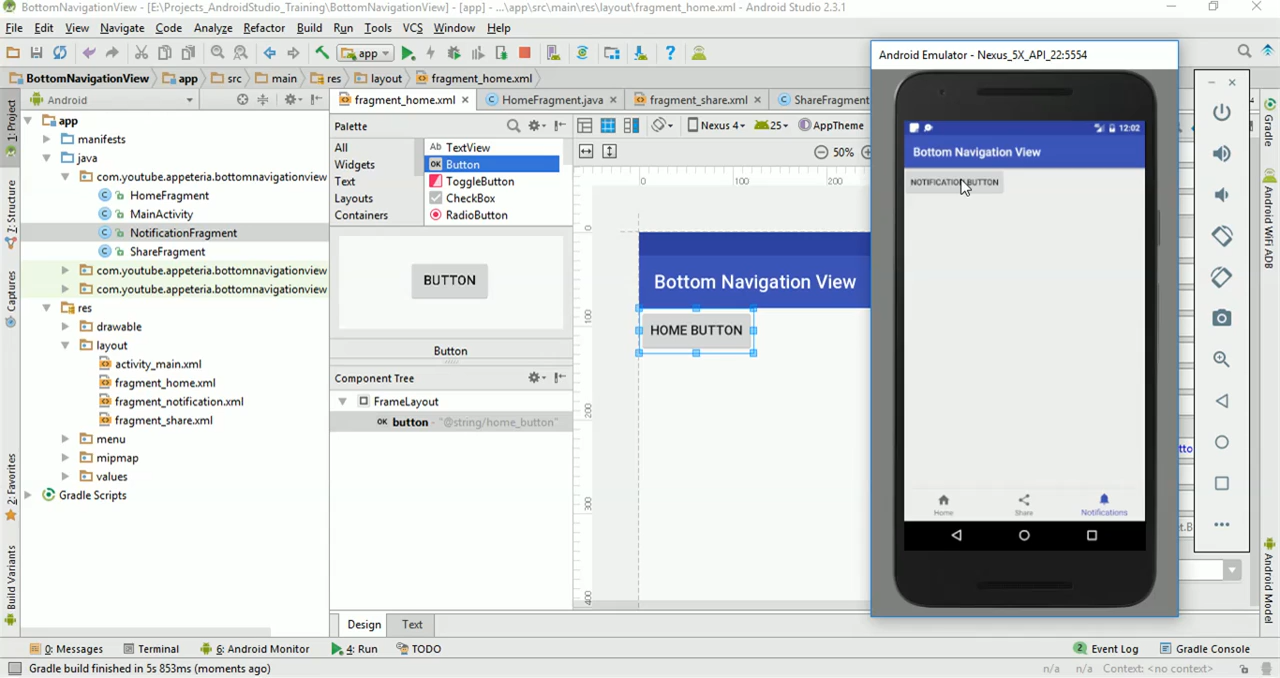 BottomNavigationView - [E:\Projects_AndroidStudio_Training\BottomNavigationView] - [app] - ...\app\src\main\res\layout\fragment_home.xml - Android Studio 2.3.1
File Edit View Navigate Code Analyze Refactor Build Run Tools VCS Window Help
app
BottomNavigationView app src main res layout fragment_home.xml
Android
fragment_home.xml HomeFragment.java fragment_share.xml ShareFragment
1: Project
Z: Structure
Captures
2: Favorites
Build Variants
app
manifests
java
com.youtube.appeteria.bottomnavigationview
HomeFragment
MainActivity
NotificationFragment
ShareFragment
com.youtube.appeteria.bottomnavigationview
com.youtube.appeteria.bottomnavigationview
res
drawable
layout
activity_main.xml
fragment_home.xml
fragment_notification.xml
fragment_share.xml
menu
mipmap
values
Gradle Scripts
Palette
All
Widgets
Text
Layouts
Containers
Ab TextView
OK Button
ToggleButton
CheckBox
RadioButton
BUTTON
Button
Component Tree
FrameLayout
OK button - "@string/home_button"
Nexus 4 25 AppTheme
50%
0 100 200
0
100
200
300
400
Bottom Navigation View
HOME BUTTON
Design Text
Android Emulator - Nexus_5X_API_22:5554
12:02
Bottom Navigation View
NOTIFICATION BUTTON
Home Share Notifications
Gradle
Android WiFi ADB
Android Model
0: Messages Terminal 6: Android Monitor 4: Run TODO
2 Event Log Gradle Console
Gradle build finished in 5s 853ms (moments ago)
n/a n/a Context: <no context>